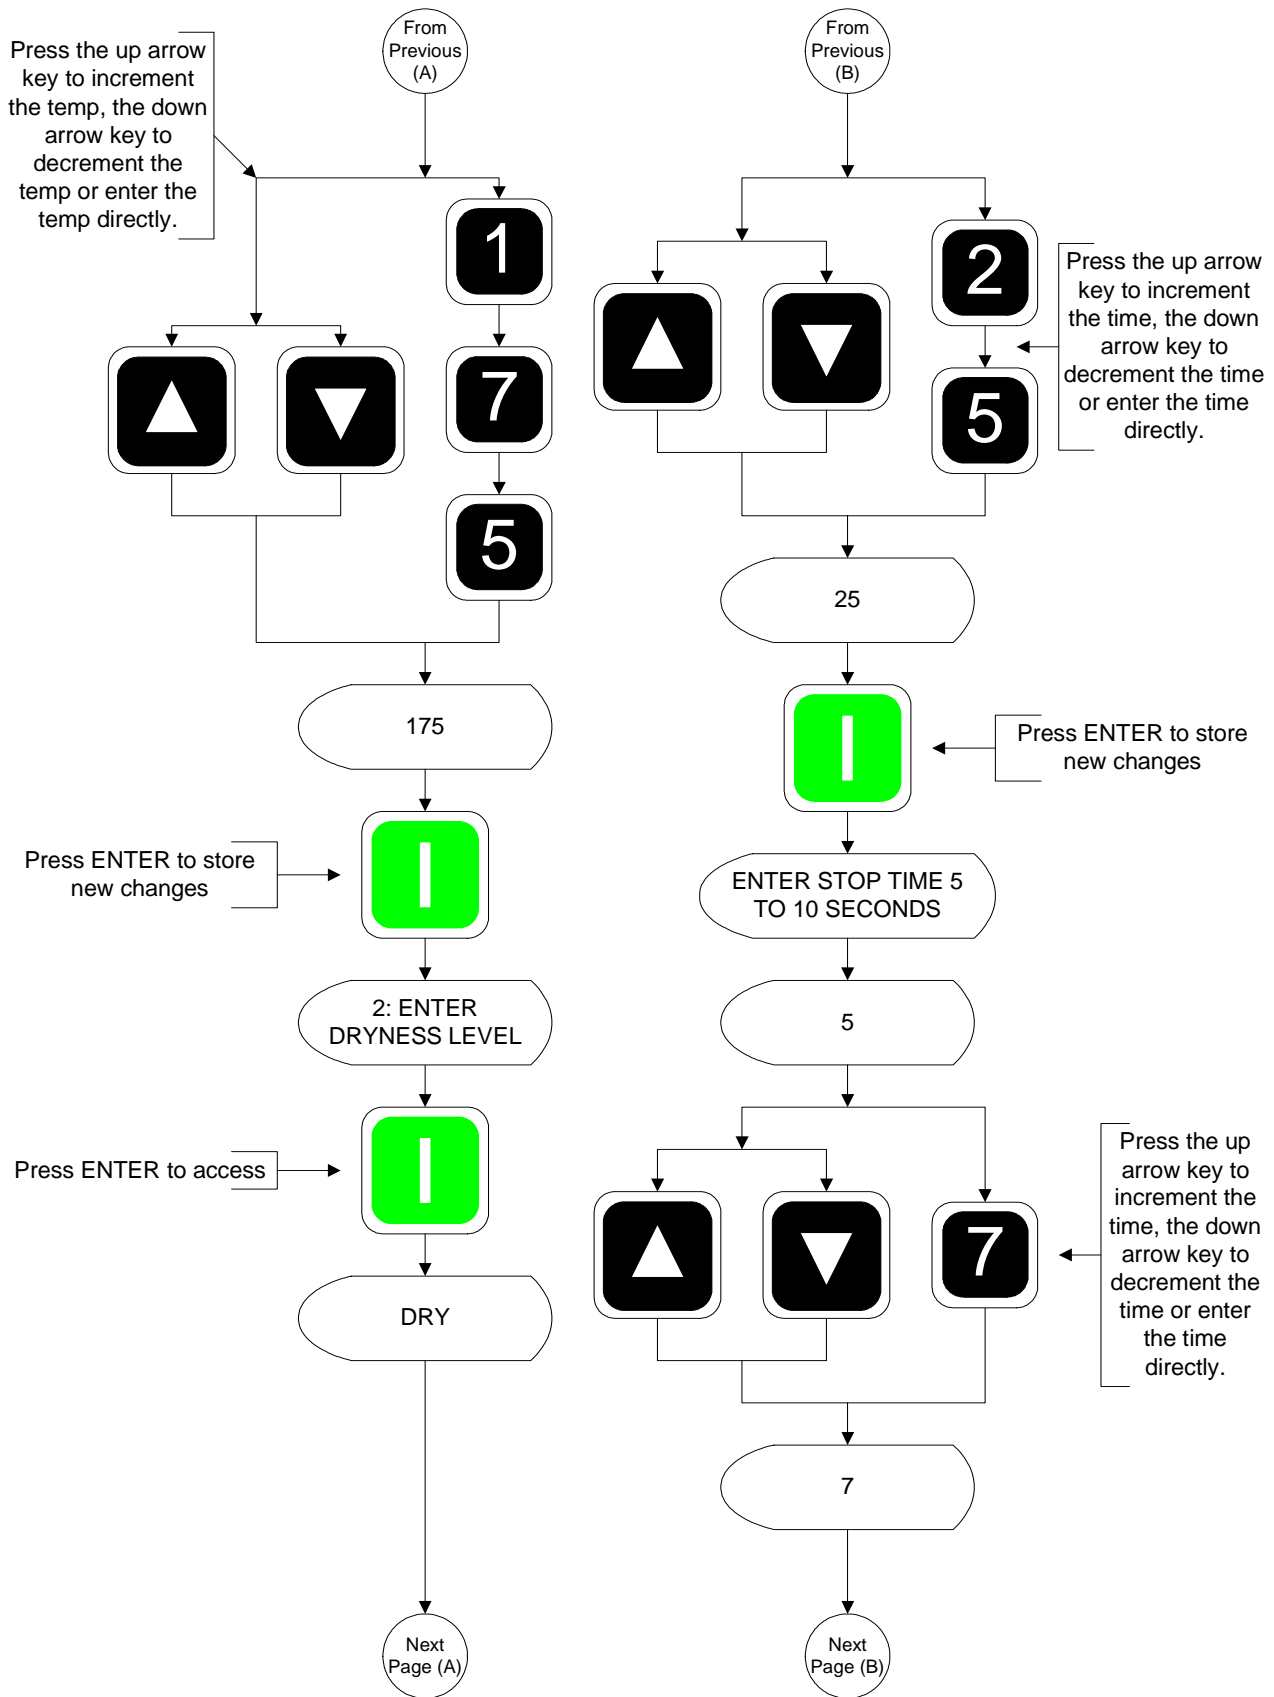 From
Previous
(A)
Press the up arrow
key to increment
the temp, the down
arrow key to
decrement the
temp or enter the
temp directly.
1
7
5
175
Press ENTER to store
new changes
I
2: ENTER
DRYNESS LEVEL
Press ENTER to access
I
DRY
Next
Page (A)
From
Previous
(B)
2
5
Press the up arrow
key to increment
the time, the down
arrow key to
decrement the time
or enter the time
directly.
25
I
Press ENTER to store
new changes
ENTER STOP TIME 5
TO 10 SECONDS
5
7
Press the up
arrow key to
increment the
time, the down
arrow key to
decrement the
time or enter
the time
directly.
7
Next
Page (B)